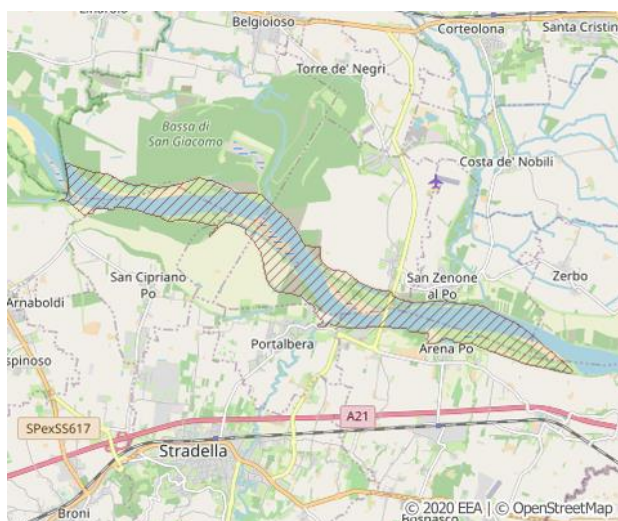 Belgioioso
Corteolona
Santa Cristin
Torre de' Negri
Bassa di
San Giacomo
Costa de' Nobili
San Cipriano
Po
San Zenone
al Po
Zerbo
Arnaboldi
spinoso
Portalbera
Arena Po
A21
SPexSS617
Stradella
Broni
© 2020 EEA | © OpenStreetMap